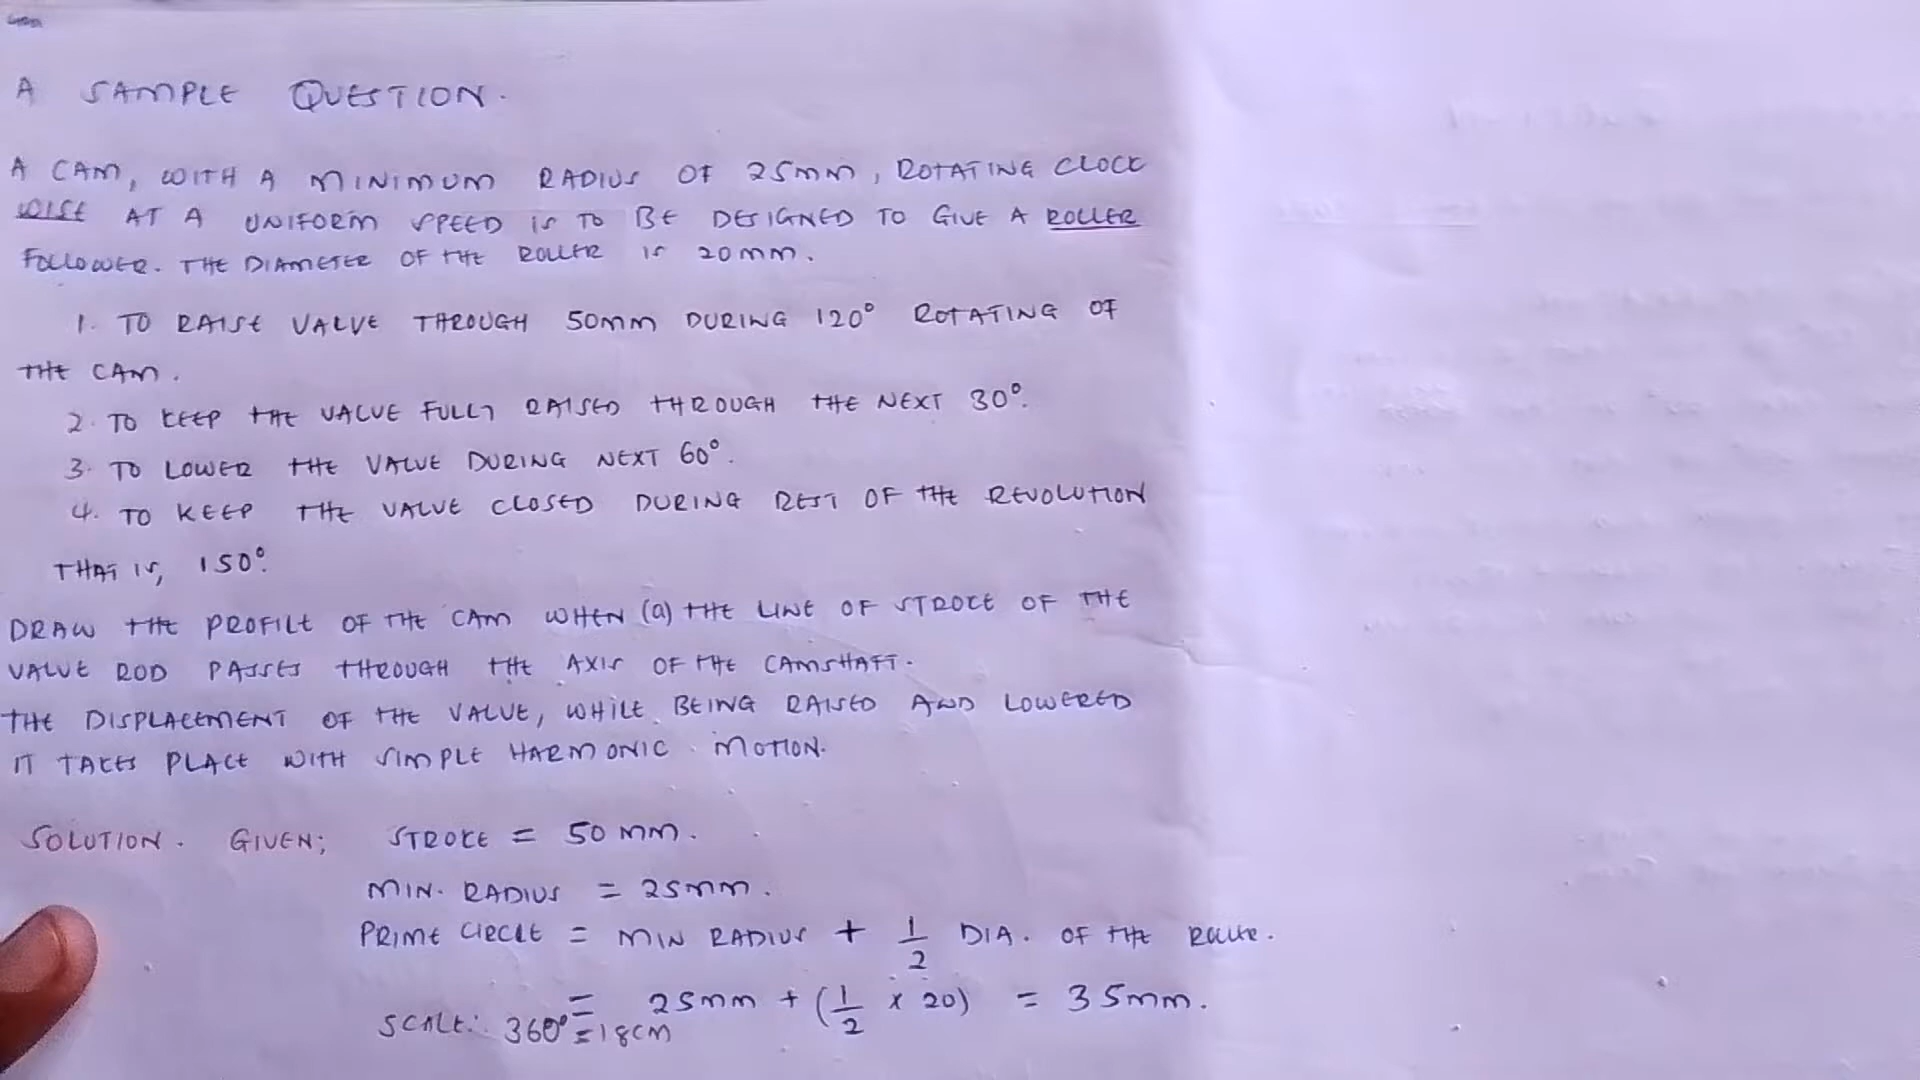 A SAMPLE QUESTION.
A CAM, WITH A MINIMUM RADIUS OF 25mm, ROTATING CLOCK
WISE AT A UNIFORM SPEED IS TO BE DESIGNED TO GIVE A ROLLER
FOLLOWER. THE DIAMETER OF THE ROLLER IS 20mm.
1. TO RAISE VALVE THROUGH 50mm DURING 120° ROTATING OF
THE CAM.
2. TO KEEP THE VALVE FULLY RAISED THROUGH THE NEXT 30°.
3. TO LOWER THE VALVE DURING NEXT 60°.
4. TO KEEP THE VALVE CLOSED DURING REST OF THE REVOLUTION
THAT IS, 150°.
DRAW THE PROFILE OF THE CAM WHEN (a) THE LINE OF STROKE OF THE
VALVE ROD PASSES THROUGH THE AXIS OF THE CAMSHAFT.
THE DISPLACEMENT OF THE VALVE, WHILE BEING RAISED AND LOWERED
IT TAKES PLACE WITH SIMPLE HARMONIC MOTION.
SOLUTION. GIVEN; STROKE = 50mm.
MIN. RADIUS = 25mm.
PRIME CIRCLE = MIN RADIUS + 1/2 DIA. OF THE
= 25mm + (1/2 x 20) = 35mm.
SCALE: 360° = 18cm